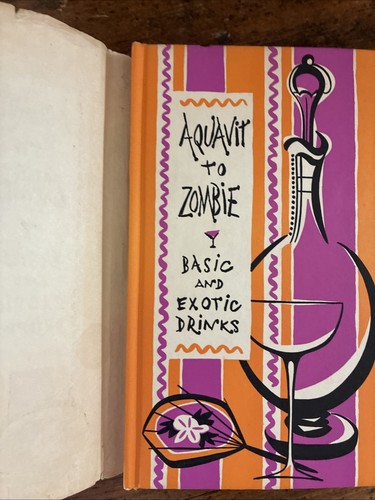 AQUAVIT
TO
ZOMBIE
BASIC
AND
EXOTIC
DRINKS